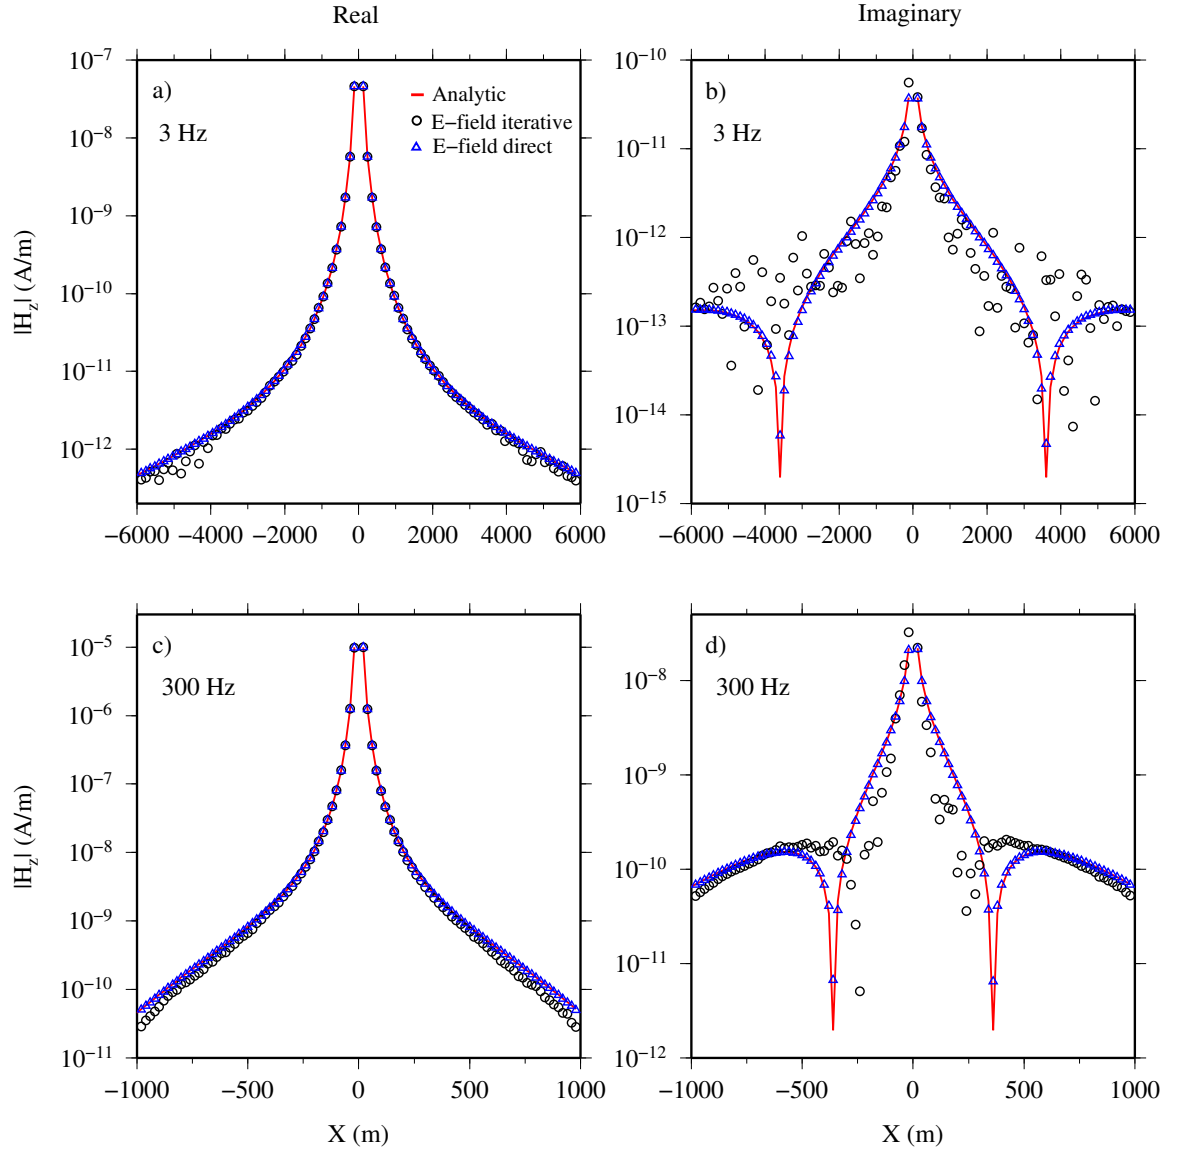 Real
Imaginary
10−7
10−8
10−9
10−10
10−11
10−12
|Hz| (A/m)
a)
3 Hz
Analytic
E−field iterative
E−field direct
−6000 −4000 −2000 0 2000 4000 6000
10−10
10−11
10−12
10−13
10−14
10−15
b)
3 Hz
−6000 −4000 −2000 0 2000 4000 6000
10−5
10−6
10−7
10−8
10−9
10−10
10−11
|Hz| (A/m)
c)
300 Hz
−1000 −500 0 500 1000
X (m)
10−8
10−9
10−10
10−11
10−12
d)
300 Hz
−1000 −500 0 500 1000
X (m)